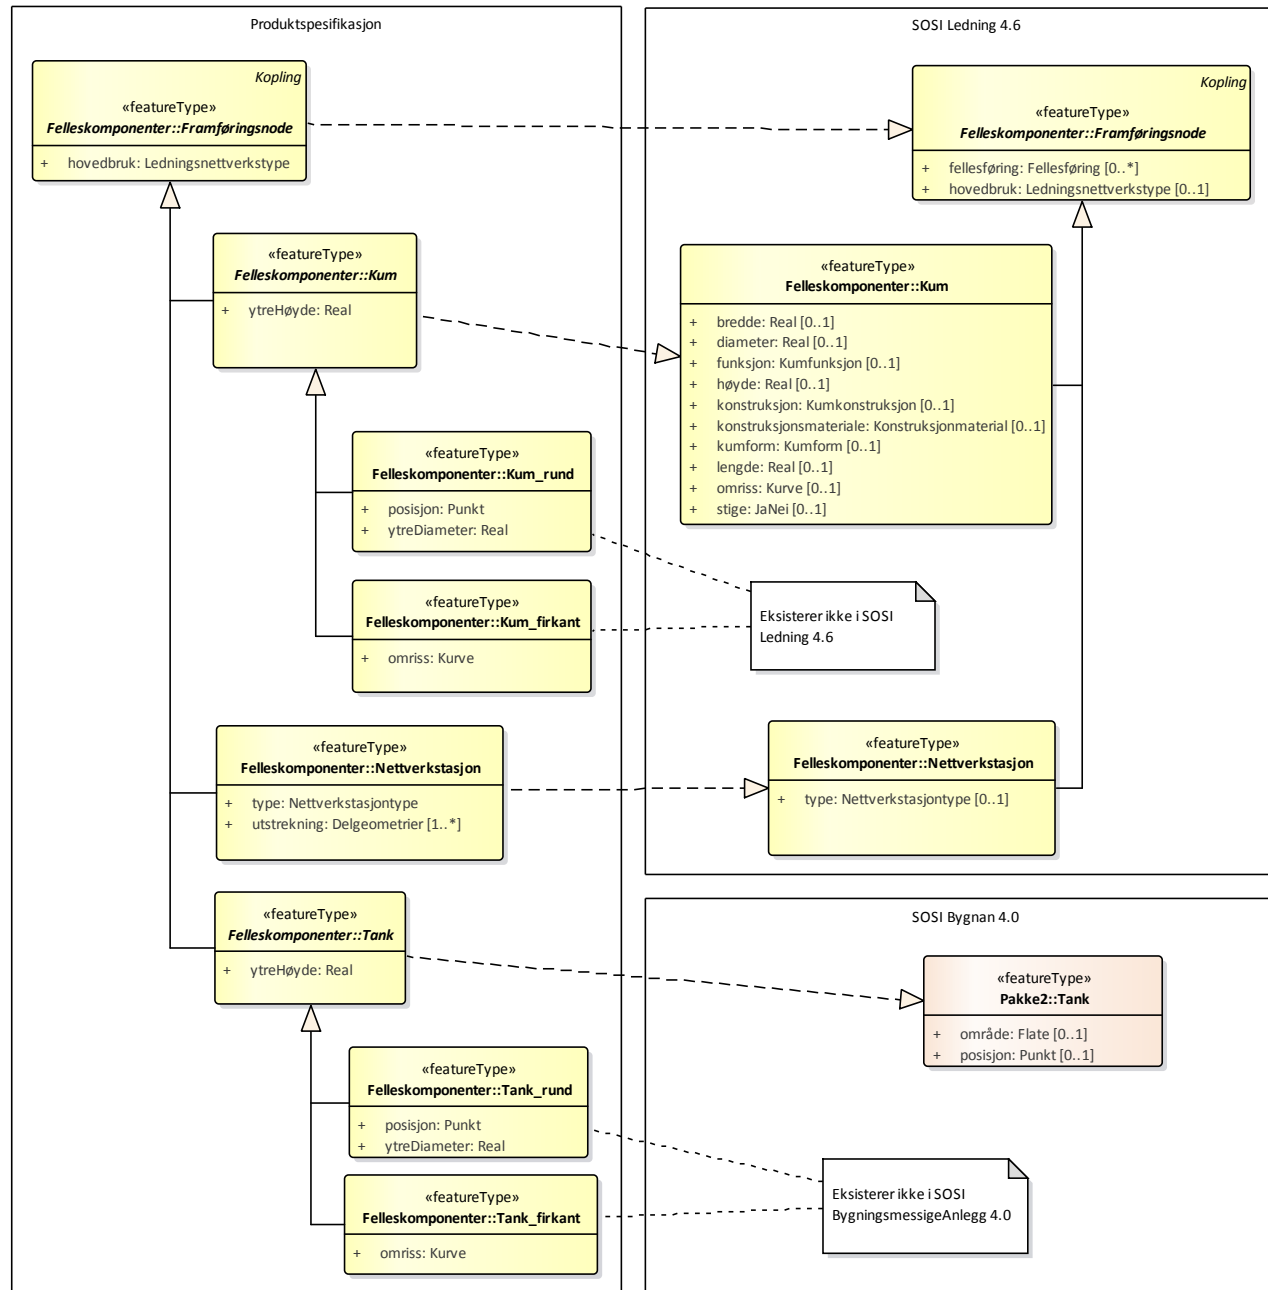 Produktspesifikasjon
Kopling
«featureType»
Felleskomponenter::Framføringsnode
+ hovedbruk: Ledningsnettverkstype
«featureType»
Felleskomponenter::Kum
+ ytreHøyde: Real
«featureType»
Felleskomponenter::Kum_rund
+ posisjon: Punkt
+ ytreDiameter: Real
«featureType»
Felleskomponenter::Kum_firkant
+ omriss: Kurve
«featureType»
Felleskomponenter::Nettverkstasjon
+ type: Nettverkstasjontype
+ utstrekning: Delgeometrier [1..*]
«featureType»
Felleskomponenter::Tank
+ ytreHøyde: Real
«featureType»
Felleskomponenter::Tank_rund
+ posisjon: Punkt
+ ytreDiameter: Real
«featureType»
Felleskomponenter::Tank_firkant
+ omriss: Kurve
SOSI Ledning 4.6
Kopling
«featureType»
Felleskomponenter::Framføringsnode
+ fellesføring: Fellesføring [0..*]
+ hovedbruk: Ledningsnettverkstype [0..1]
«featureType»
Felleskomponenter::Kum
+ bredde: Real [0..1]
+ diameter: Real [0..1]
+ funksjon: Kumfunksjon [0..1]
+ høyde: Real [0..1]
+ konstruksjon: Kumkonstruksjon [0..1]
+ konstruksjonsmateriale: Konstruksjonmaterial [0..1]
+ kumform: Kumform [0..1]
+ lengde: Real [0..1]
+ omriss: Kurve [0..1]
+ stige: JaNei [0..1]
Eksisterer ikke i SOSI
Ledning 4.6
«featureType»
Felleskomponenter::Nettverkstasjon
+ type: Nettverkstasjontype [0..1]
SOSI Bygnan 4.0
«featureType»
Pakke2::Tank
+ område: Flate [0..1]
+ posisjon: Punkt [0..1]
Eksisterer ikke i SOSI
BygningsmessigeAnlegg 4.0